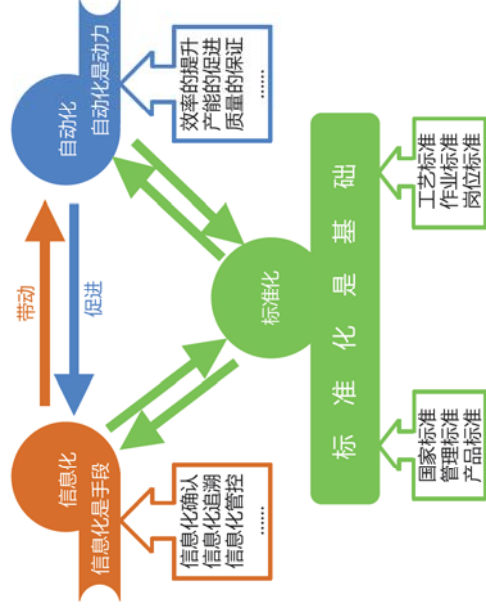 信息化
信息化是手段
带动
促进
自动化
自动化是动力
信息化确认
信息化追溯
信息化管控
……
效率的提升
产能的促进
质量的保证
……
标准化
标准化是基础
国家标准
管理标准
产品标准
工艺标准
作业标准
岗位标准